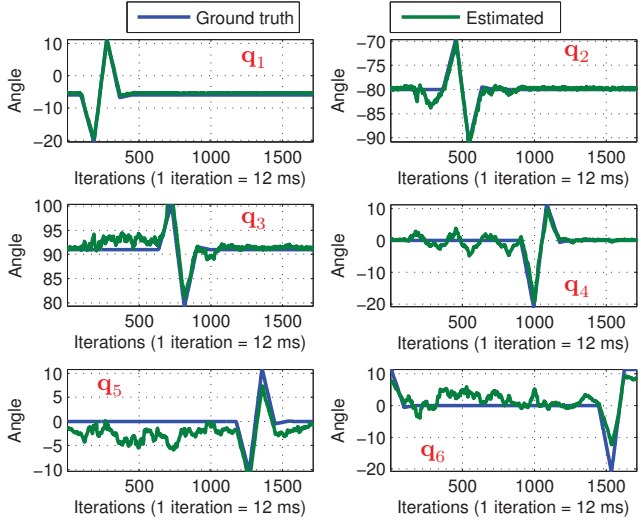 Ground truth
Estimated
10
0
−10
−20
Angle
q1
500 1000 1500
Iterations (1 iteration = 12 ms)
−70
−80
−90
Angle
q2
500 1000 1500
Iterations (1 iteration = 12 ms)
100
95
90
85
80
Angle
q3
500 1000 1500
Iterations (1 iteration = 12 ms)
10
0
−10
−20
Angle
q4
500 1000 1500
Iterations (1 iteration = 12 ms)
10
5
0
−5
−10
Angle
q5
500 1000 1500
Iterations (1 iteration = 12 ms)
10
0
−10
−20
Angle
q6
500 1000 1500
Iterations (1 iteration = 12 ms)